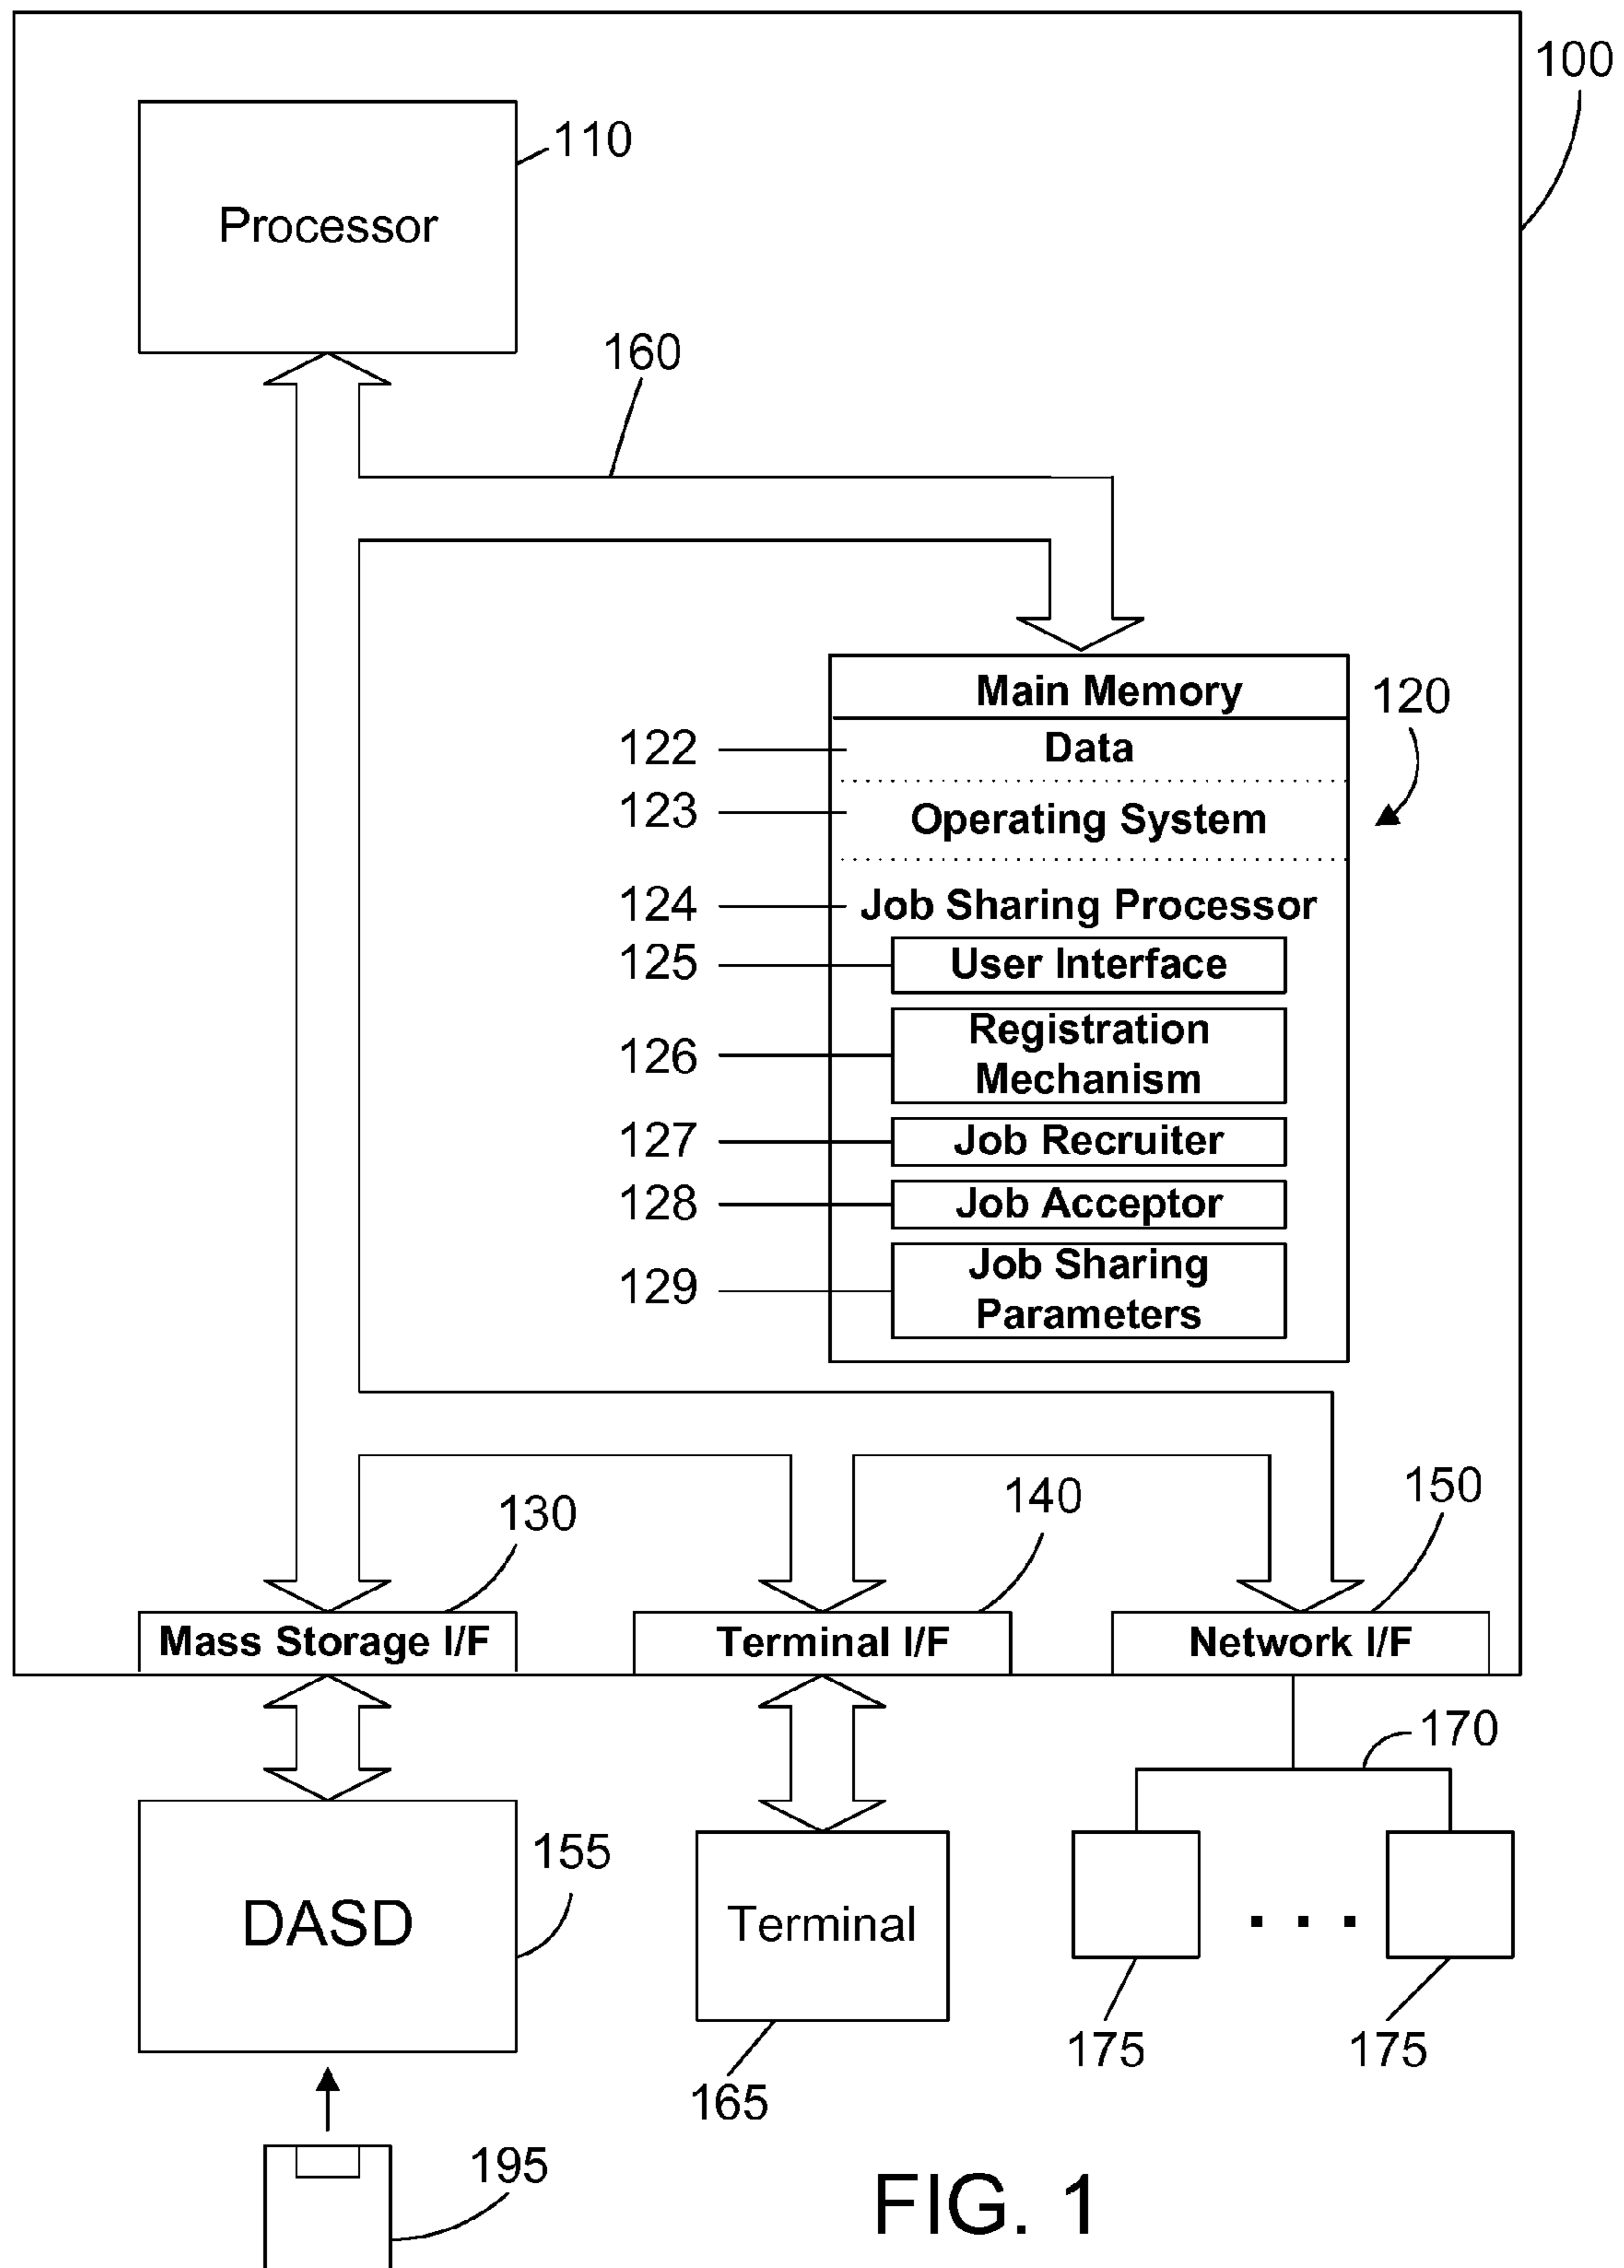 100
110
Processor
160
Main Memory
120
122 Data
123 Operating System
124 Job Sharing Processor
125 User Interface
126 Registration
Mechanism
127 Job Recruiter
128 Job Acceptor
129 Job Sharing
Parameters
130
140
150
Mass Storage I/F
Terminal I/F
Network I/F
170
155
DASD
Terminal
. . .
175
175
165
195
FIG. 1